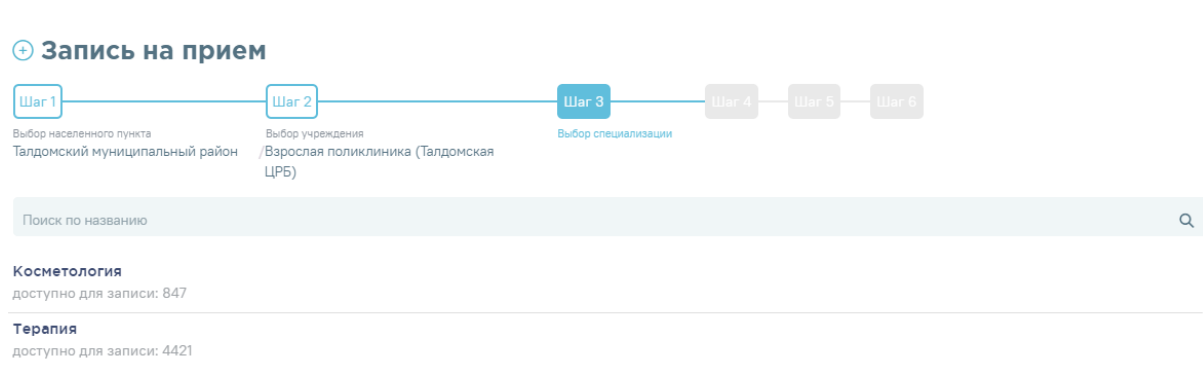 Запись на прием
Шаг 1 Шаг 2 Шаг 3 Шаг 4 Шаг 5 Шаг 6
Выбор населенного пункта Выбор учреждения Выбор специализации
Талдомский муниципальный район /Взрослая поликлиника (Талдомская
ЦРБ)
Поиск по названию
Косметология
доступно для записи: 847
Терапия
доступно для записи: 4421